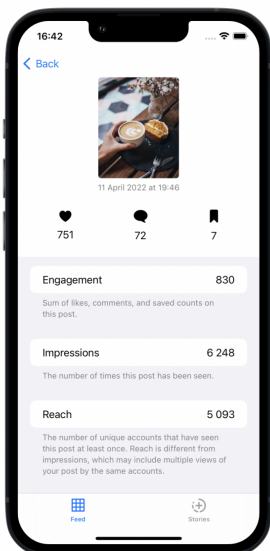 16:42
Back
11 April 2022 at 19:46
751 72 7
Engagement 830
Sum of likes, comments, and saved counts on
this post.
Impressions 6 248
The number of times this post has been seen.
Reach 5 093
The number of unique accounts that have seen
this post at least once. Reach is different from
impressions, which may include multiple views of
your post by the same accounts.
Feed Stories